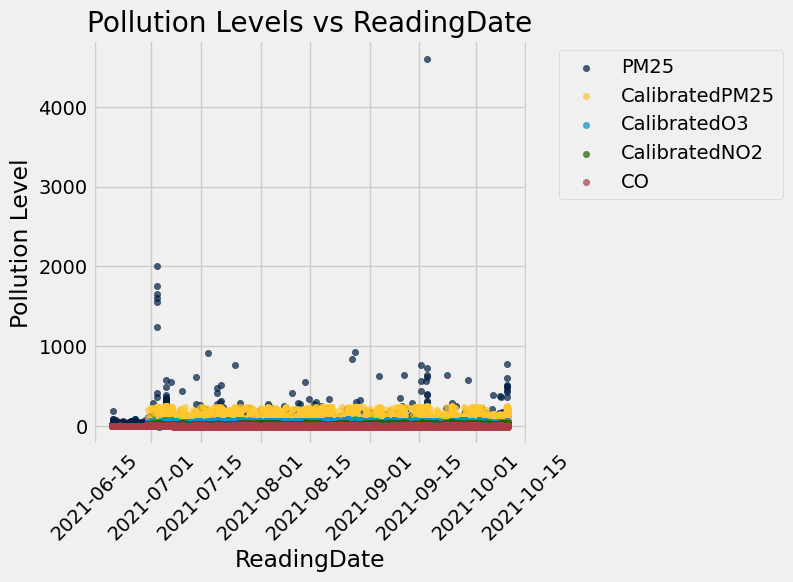 Pollution Levels vs ReadingDate
PM25
CalibratedPM25
CalibratedO3
CalibratedNO2
CO
Pollution Level
4000
3000
2000
1000
0
2021-06-15
2021-07-01
2021-07-15
2021-08-01
2021-08-15
2021-09-01
2021-09-15
2021-10-01
2021-10-15
ReadingDate